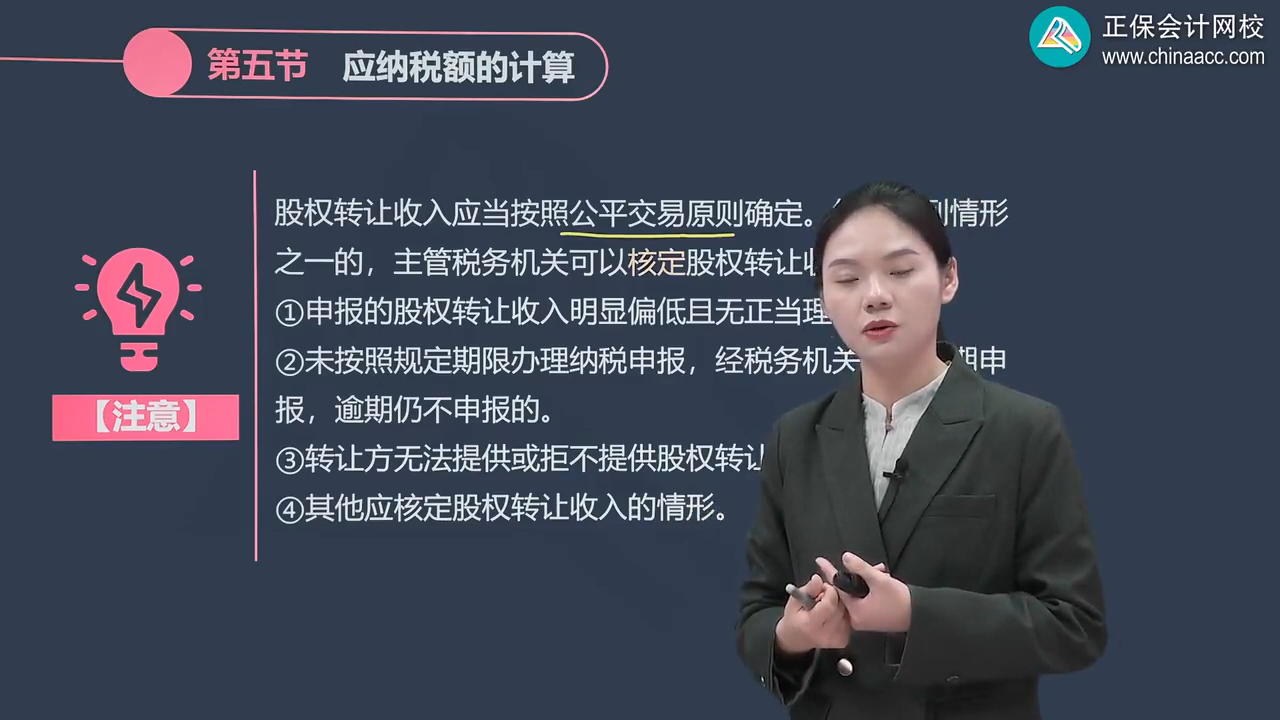 第五节 应纳税额的计算
正保会计网校
www.chinaacc.com
股权转让收入应当按照公平交易原则确定。 列情形
之一的，主管税务机关可以核定股权转让收
①申报的股权转让收入明显偏低且无正当理
②未按照规定期限办理纳税申报，经税务机关 期申
报，逾期仍不申报的。
【注意】
③转让方无法提供或拒不提供股权转让
④其他应核定股权转让收入的情形。